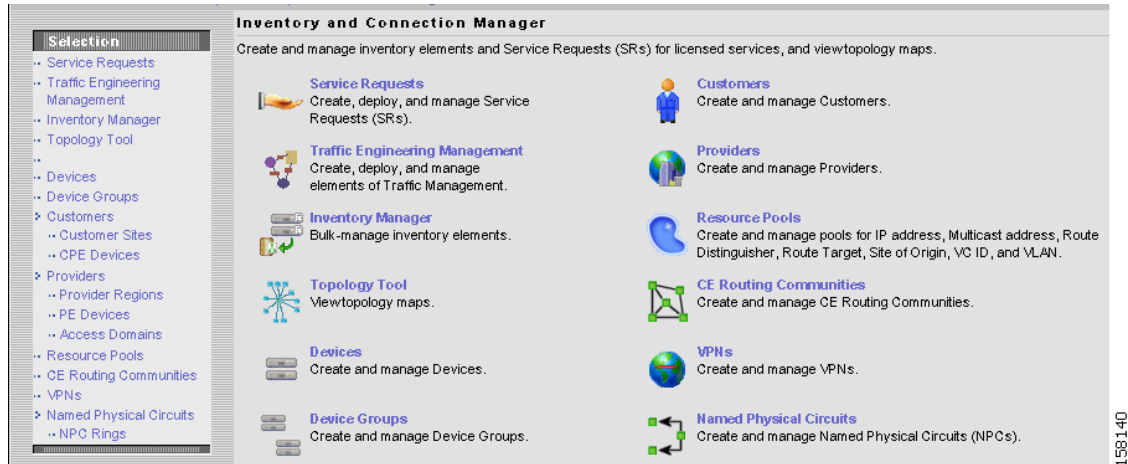 Inventory and Connection Manager
Selection
Service Requests
Traffic Engineering
Management
Inventory Manager
Topology Tool
Devices
Device Groups
Customers
Customer Sites
CPE Devices
Providers
Provider Regions
PE Devices
Access Domains
Resource Pools
CE Routing Communities
VPNs
Named Physical Circuits
NPC Rings
Create and manage inventory elements and Service Requests (SRs) for licensed services, and viewtopology maps.
Service Requests
Create, deploy, and manage Service
Requests (SRs).
Customers
Create and manage Customers.
Traffic Engineering Management
Create, deploy, and manage
elements of Traffic Management.
Providers
Create and manage Providers.
Inventory Manager
Bulk-manage inventory elements.
Resource Pools
Create and manage pools for IP address, Multicast address, Route
Distinguisher, Route Target, Site of Origin, VC ID, and VLAN.
Topology Tool
Viewtopology maps.
CE Routing Communities
Create and manage CE Routing Communities.
Devices
Create and manage Devices.
VPNs
Create and manage VPNs.
Device Groups
Create and manage Device Groups.
Named Physical Circuits
Create and manage Named Physical Circuits (NPCs).
158140